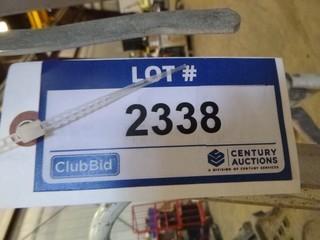 LOT #
2338
ClubBid
CENTURY
AUCTIONS
A DIVISION OF CENTURY SERVICES